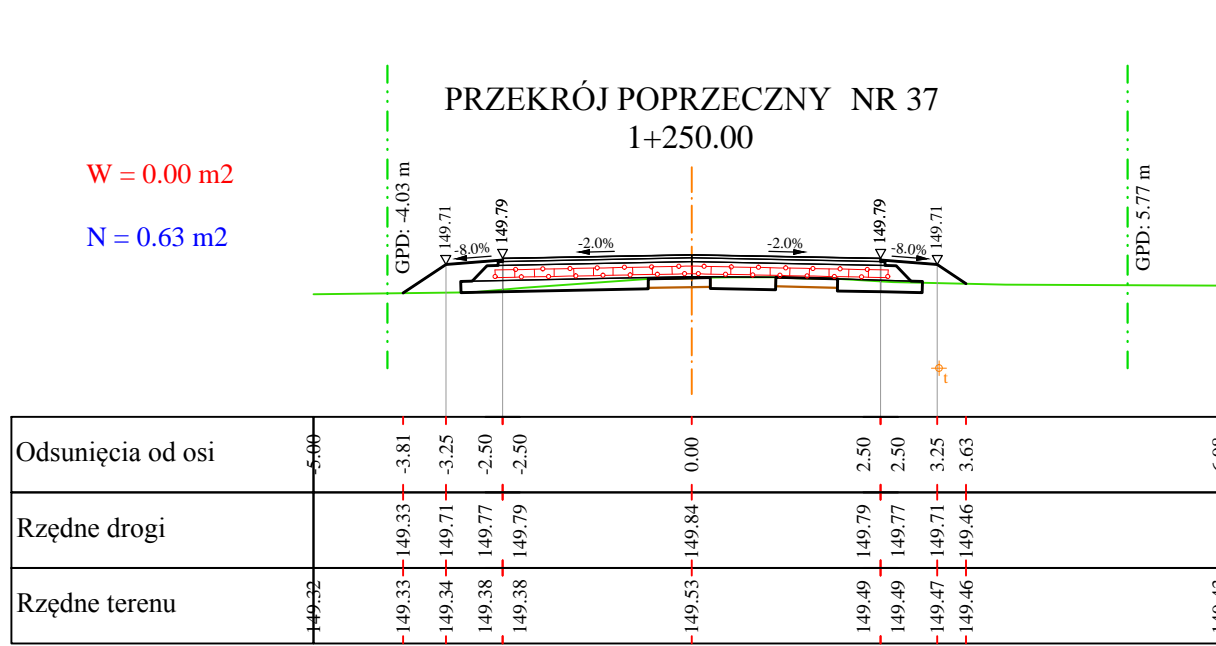 PRZEKRÓJ POPRZECZNY NR 37
1+250.00
W = 0.00 m2
N = 0.63 m2
GPD: -4.03 m
GPD: 5.77 m
149.71
149.79
149.79
149.71
-8.0%
-2.0%
-2.0%
-8.0%
t
Odsunięcia od osi -5.00 -3.81 -3.25 -2.50 -2.50 0.00 2.50 2.50 3.25 3.63
Rzędne drogi 149.33 149.71 149.77 149.79 149.84 149.79 149.77 149.71 149.46
Rzędne terenu 149.32 149.33 149.34 149.38 149.38 149.53 149.49 149.49 149.47 149.46